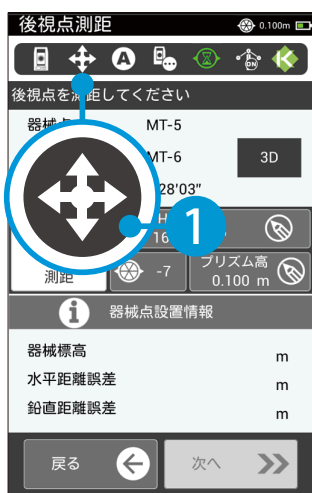 後視点測距
0.100m
A
ON
後視点を測距してください
器械点 MT-5
MT-6
3D
28'03"
H
16
1
測距
-7
プリズム高
0.100 m
i 器械点設置情報
器械標高 m
水平距離誤差 m
鉛直距離誤差 m
戻る
次へ